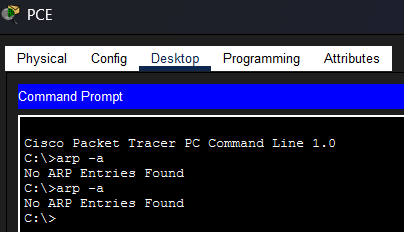 PCE
Physical Config Desktop Programming Attributes
Command Prompt
Cisco Packet Tracer PC Command Line 1.0
C:\>arp -a
No ARP Entries Found
C:\>arp -a
No ARP Entries Found
C:\>